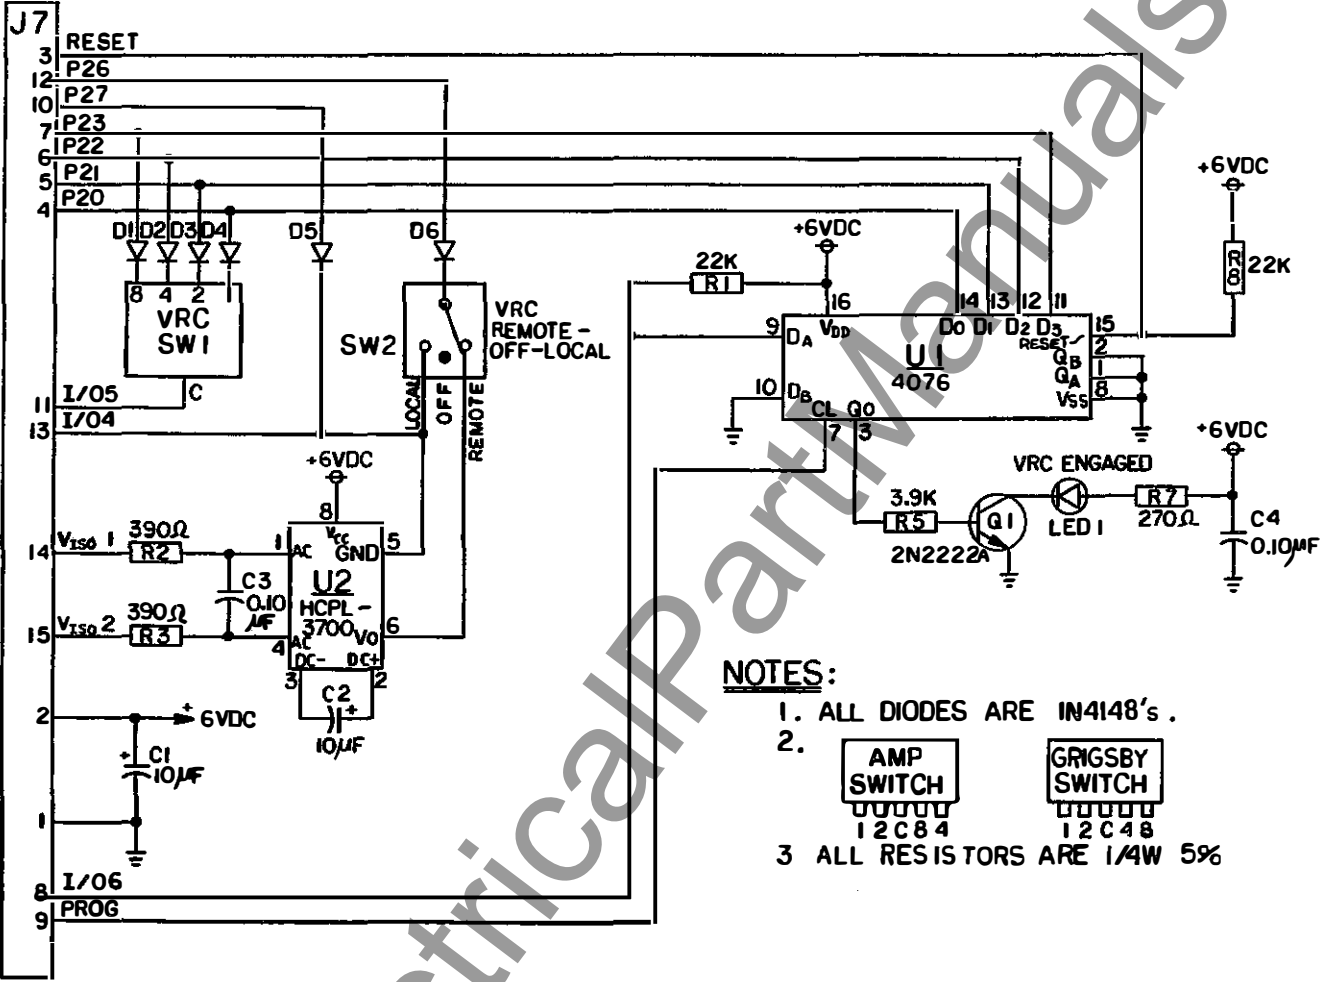 J7
3 RESET
12 P26
10 P27
7 P23
6 P22
5 P21
4 P20
D1 D2 D3 D4 D5 D6
8 4 2 1
VRC
SW1
C
SW2
VRC
REMOTE-
OFF-LOCAL
LOCAL
OFF
REMOTE
11 I/O5
13 I/O4
+6VDC
8
VCC
1 AC
GND 5
U2
HCPL-
3700
VO 6
4 AC
DC- DC+
3 2
C2
+
10µF
14 VISO 1
390Ω
R2
C3
0.10
µF
15 VISO 2
390Ω
R3
2
+
6VDC
+
C1
10µF
1
8 I/O6
9 PROG
22K
R1
+6VDC
16 14 13 12 11
VDD D0 D1 D2 D3
9 DA
10 DB
U1
4076
RESET
15
2
QB
1
QA
8
VSS
CL Q0
7 3
+6VDC
R8
22K
+6VDC
VRC ENGAGED
LED1
R7
270Ω
C4
0.10µF
3.9K
R5
Q1
2N2222A
NOTES:
1. ALL DIODES ARE 1N4148's.
2.
AMP
SWITCH
1 2 C 8 4
GRIGSBY
SWITCH
1 2 C 4 8
3 ALL RESISTORS ARE 1/4W 5%
ctricalPartManuals